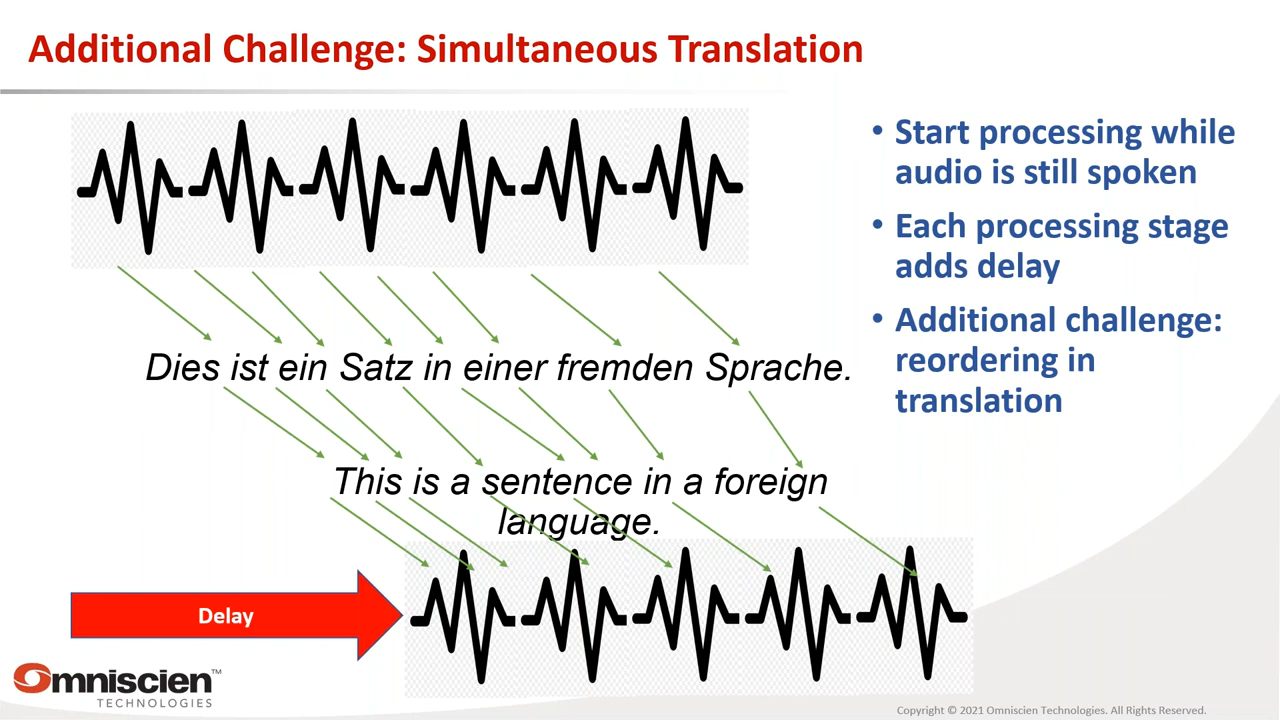 Additional Challenge: Simultaneous Translation
• Start processing while
audio is still spoken
• Each processing stage
adds delay
• Additional challenge:
reordering in
translation
Dies ist ein Satz in einer fremden Sprache.
This is a sentence in a foreign
language.
Delay
Omniscien™
TECHNOLOGIES
Copyright © 2021 Omniscien Technologies. All Rights Reserved.